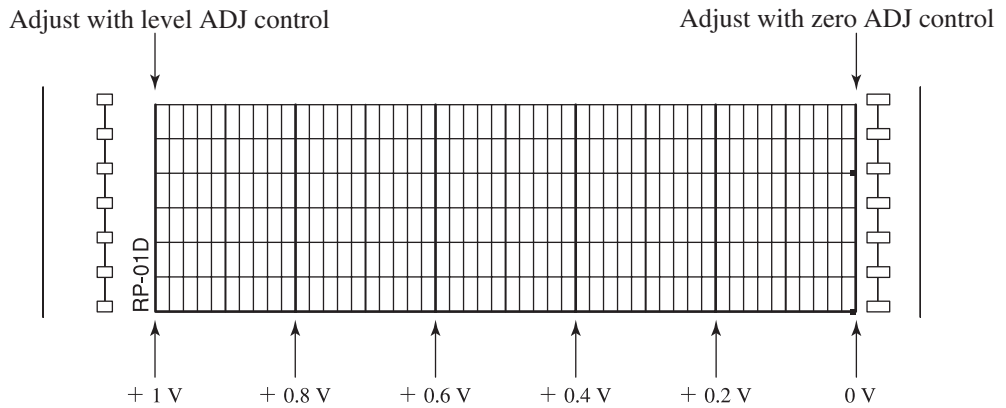 Adjust with level ADJ control
Adjust with zero ADJ control
RP-01D
+ 1 V
+ 0.8 V
+ 0.6 V
+ 0.4 V
+ 0.2 V
0 V